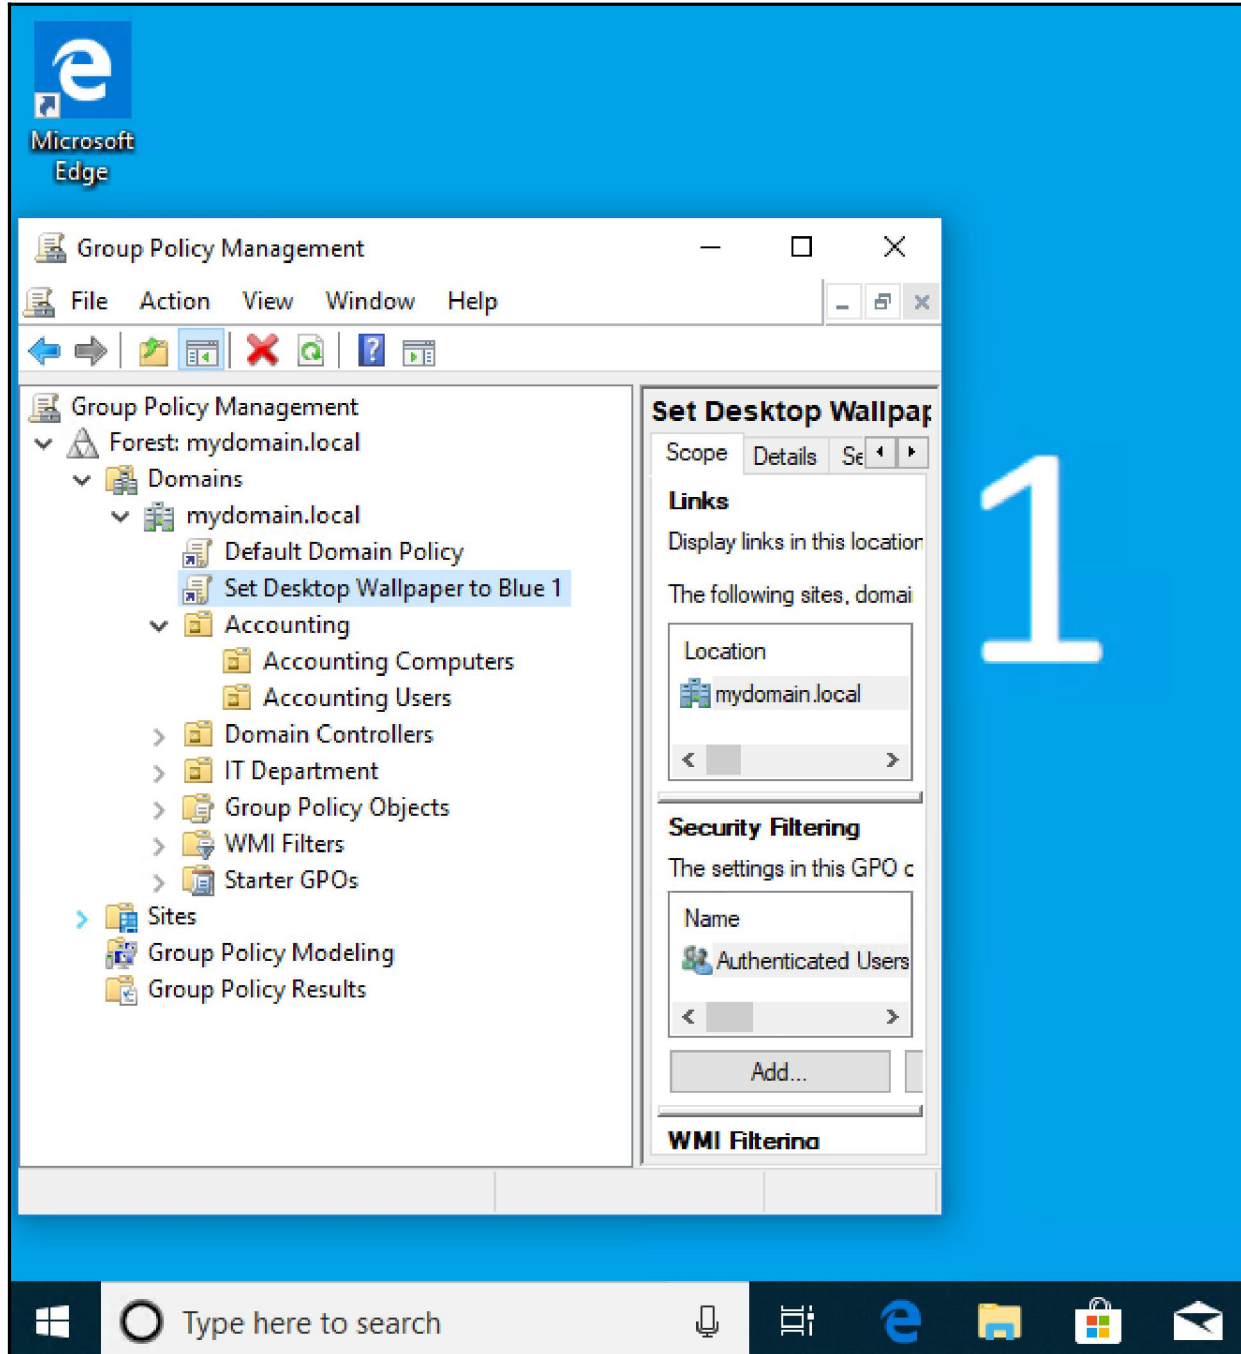 Microsoft
Edge
Group Policy Management
File Action View Window Help
Group Policy Management
Forest: mydomain.local
Domains
mydomain.local
Default Domain Policy
Set Desktop Wallpaper to Blue 1
Accounting
Accounting Computers
Accounting Users
Domain Controllers
IT Department
Group Policy Objects
WMI Filters
Starter GPOs
Sites
Group Policy Modeling
Group Policy Results
Set Desktop Wallpap
Scope Details Se
Links
Display links in this location
The following sites, domai
Location
mydomain.local
Security Filtering
The settings in this GPO c
Name
Authenticated Users
Add...
WMI Filtering
1
Type here to search